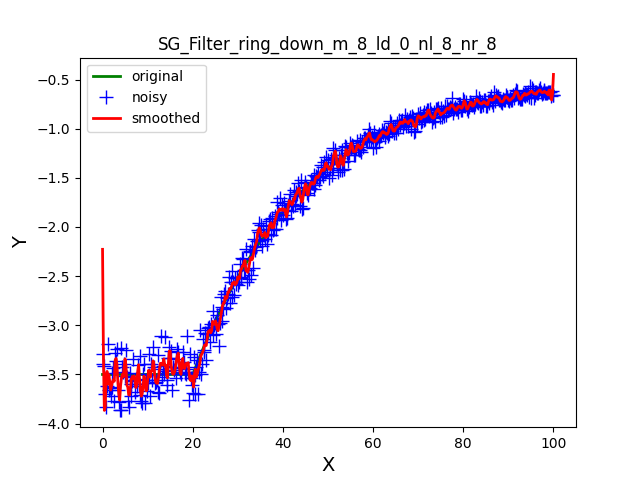 SG_Filter_ring_down_m_8_ld_0_nl_8_nr_8
original
noisy
smoothed
−0.5
−1.0
−1.5
−2.0
−2.5
−3.0
−3.5
−4.0
Y
0 20 40 60 80 100
X